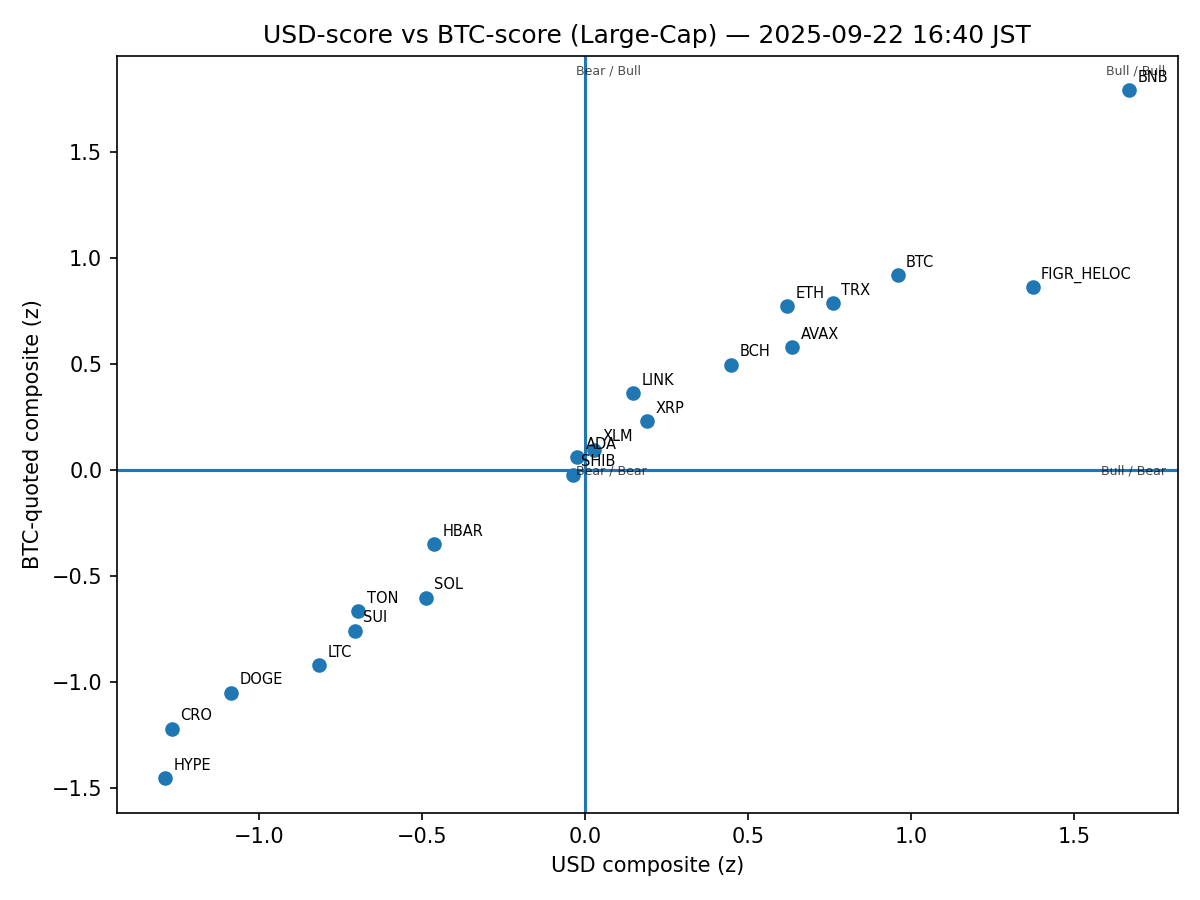 USD-score vs BTC-score (Large-Cap) — 2025-09-22 16:40 JST
Bear / Bull
Bull / Bull
BNB
1.5
1.0
0.5
0.0
−0.5
−1.0
−1.5
BTC-quoted composite (z)
BTC
FIGR_HELOC
ETH
TRX
AVAX
BCH
LINK
XRP
XLM
ADA
SHIB
Bear / Bear
Bull / Bear
HBAR
SOL
TON
SUI
LTC
DOGE
CRO
HYPE
−1.0
−0.5
0.0
0.5
1.0
1.5
USD composite (z)